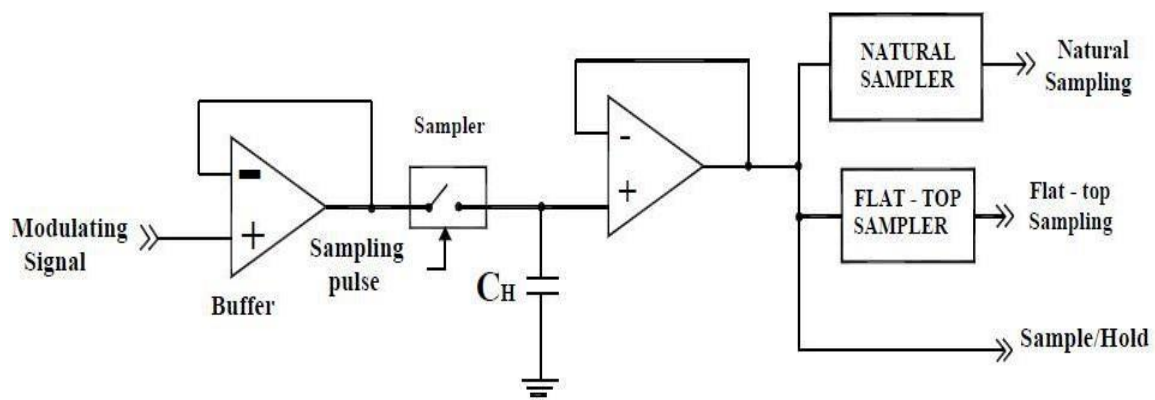 Modulating
Signal
-
+
Buffer
Sampling
pulse
Sampler
CH
-
+
NATURAL
SAMPLER
Natural
Sampling
FLAT - TOP
SAMPLER
Flat - top
Sampling
Sample/Hold